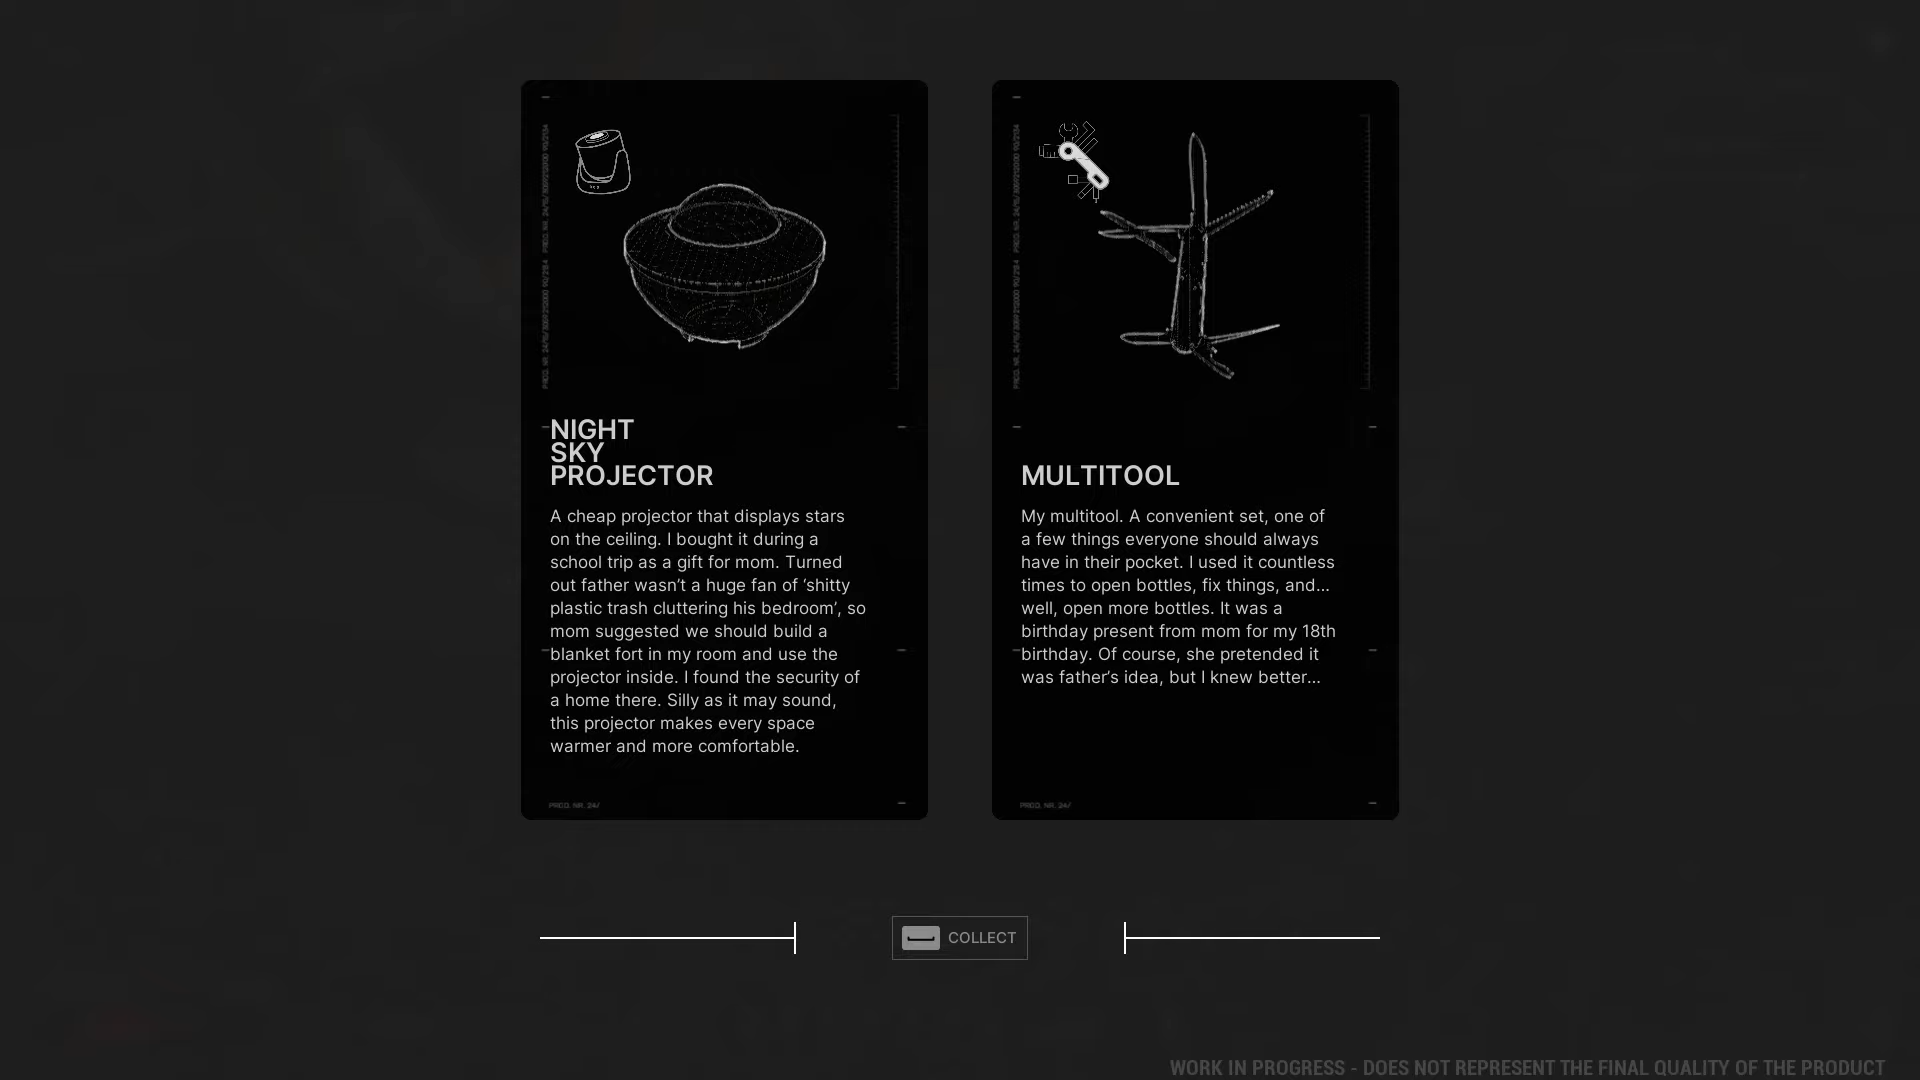 NIGHT
SKY
PROJECTOR
A cheap projector that displays stars
on the ceiling. I bought it during a
school trip as a gift for mom. Turned
out father wasn’t a huge fan of ‘shitty
plastic trash cluttering his bedroom’, so
mom suggested we should build a
blanket fort in my room and use the
projector inside. I found the security of
a home there. Silly as it may sound,
this projector makes every space
warmer and more comfortable.
PROD. NR. 24/
MULTITOOL
My multitool. A convenient set, one of
a few things everyone should always
have in their pocket. I used it countless
times to open bottles, fix things, and...
well, open more bottles. It was a
birthday present from mom for my 18th
birthday. Of course, she pretended it
was father’s idea, but I knew better...
PROD. NR. 24/
COLLECT
WORK IN PROGRESS - DOES NOT REPRESENT THE FINAL QUALITY OF THE PRODUCT